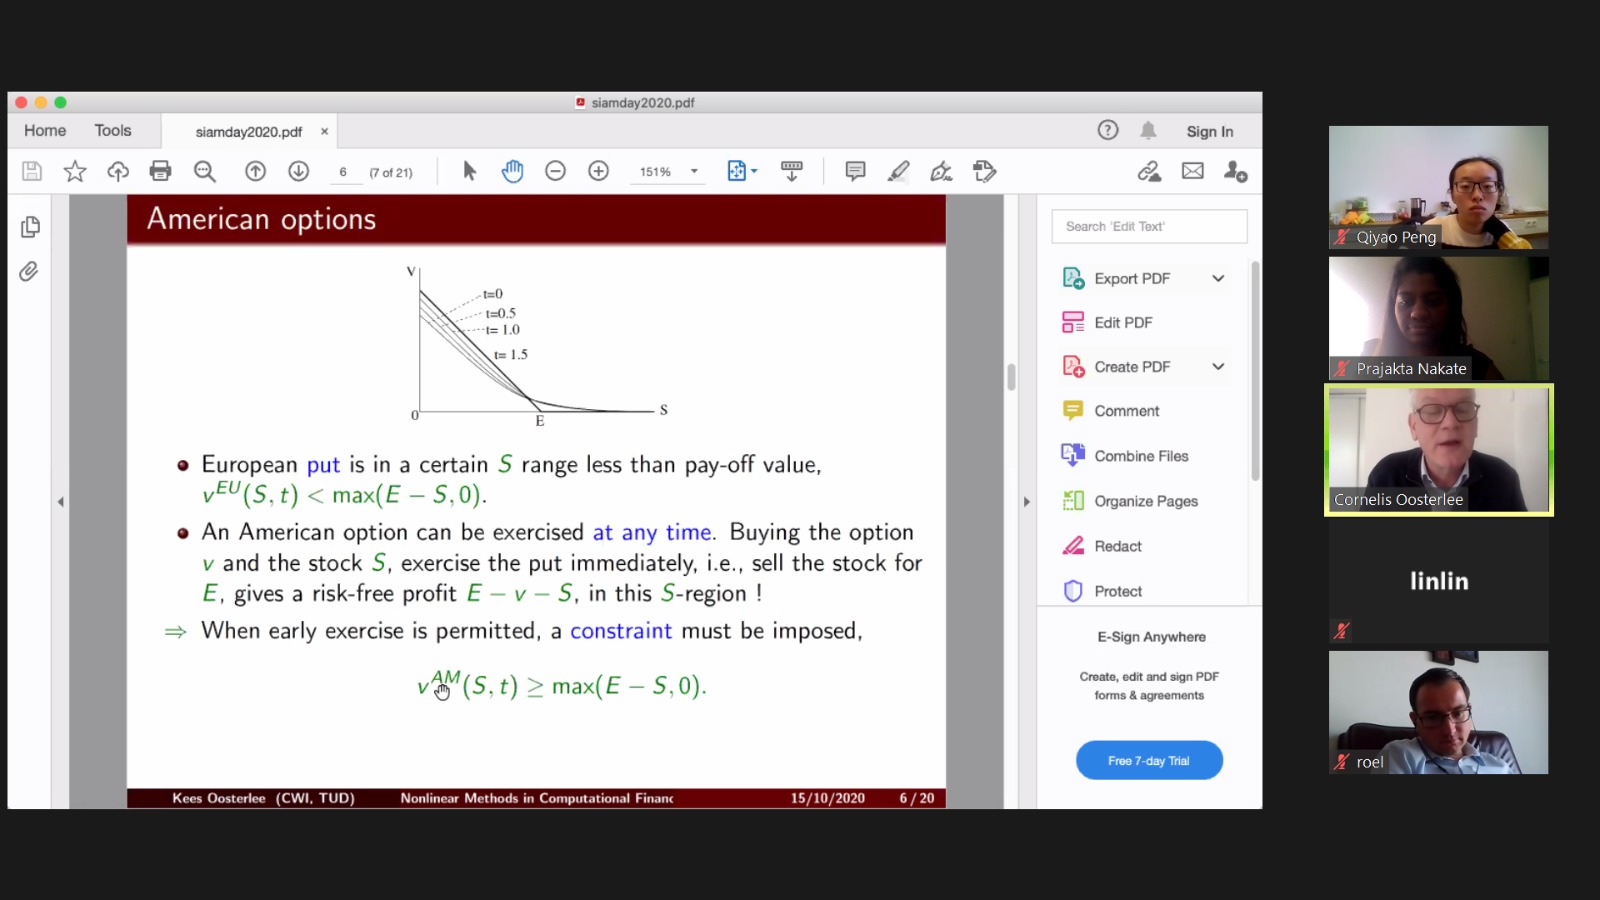 siamday2020.pdf
Home
Tools
siamday2020.pdf ×
Sign In
6
(7 of 21)
151%
American options
V
t=0
t=0.5
t= 1.0
t= 1.5
0
E
S
European put is in a certain S range less than pay-off value,
v^{EU}(S, t) < max(E − S, 0).
An American option can be exercised at any time. Buying the option
v and the stock S, exercise the put immediately, i.e., sell the stock for
E, gives a risk-free profit E − v − S, in this S-region !
⇒ When early exercise is permitted, a constraint must be imposed,
v^{AM}(S, t) ≥ max(E − S, 0).
Kees Oosterlee (CWI, TUD)
Nonlinear Methods in Computational Financ
15/10/2020
6 / 20
Search 'Edit Text'
Export PDF
Edit PDF
Create PDF
Comment
Combine Files
Organize Pages
Redact
Protect
E-Sign Anywhere
Create, edit and sign PDF
forms & agreements
Free 7-day Trial
Qiyao Peng
Prajakta Nakate
Cornelis Oosterlee
linlin
roel